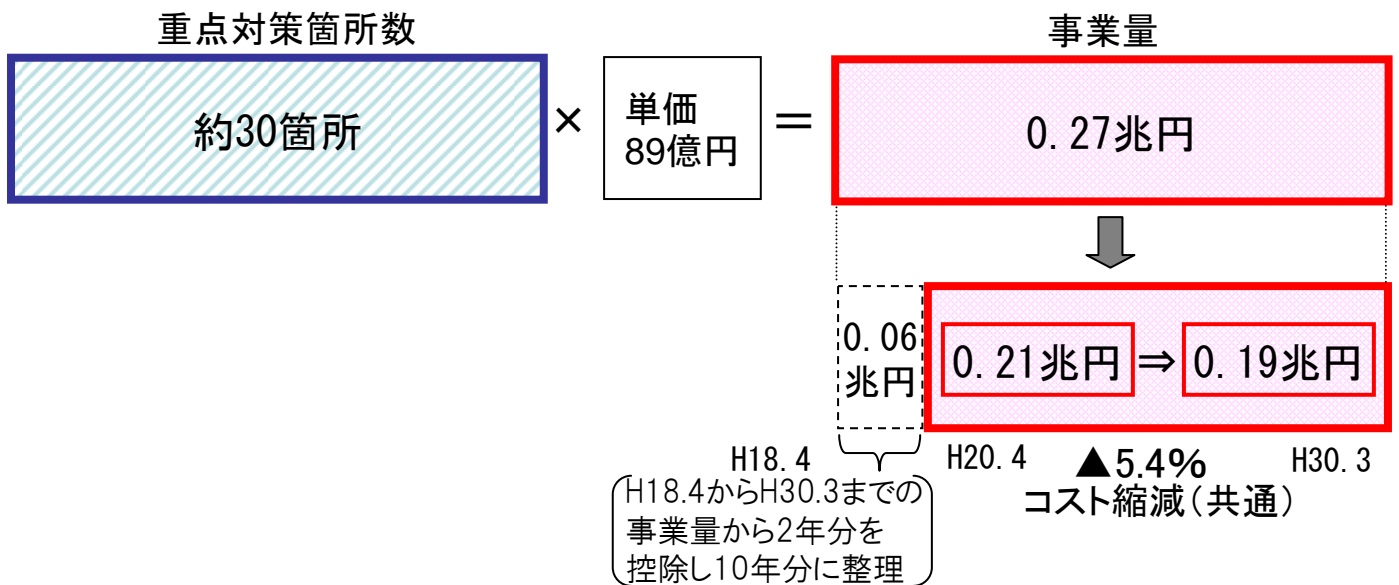 重点対策箇所数
事業量
約30箇所
×
単価
89億円
＝
0.27兆円
0.06
兆円
0.21兆円
⇒
0.19兆円
H18.4
H20.4
▲5.4%
H30.3
コスト縮減(共通)
H18.4からH30.3までの
事業量から2年分を
控除し10年分に整理